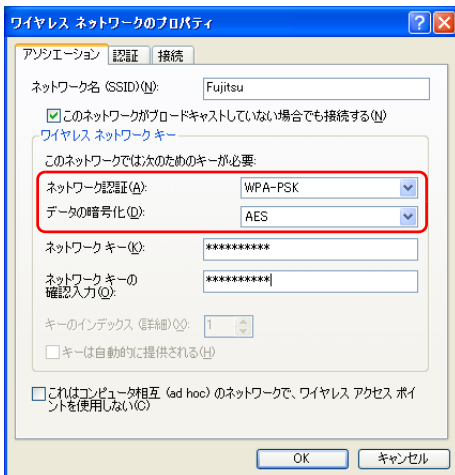 ワイヤレス ネットワークのプロパティ
アソシエーション 認証 接続
ネットワーク名 (SSID)(N): Fujitsu
このネットワークがブロードキャストしていない場合でも接続する(N)
ワイヤレス ネットワーク キー
このネットワークでは次のためのキーが必要:
ネットワーク認証(A): WPA-PSK
データの暗号化(D): AES
ネットワーク キー(K): **********
ネットワーク キーの
確認入力(O): **********
キーのインデックス (詳細)(X): 1
キーは自動的に提供される(H)
これはコンピュータ相互 (ad hoc) のネットワークで、ワイヤレス アクセス ポイ
ントを使用しない(C)
OK キャンセル